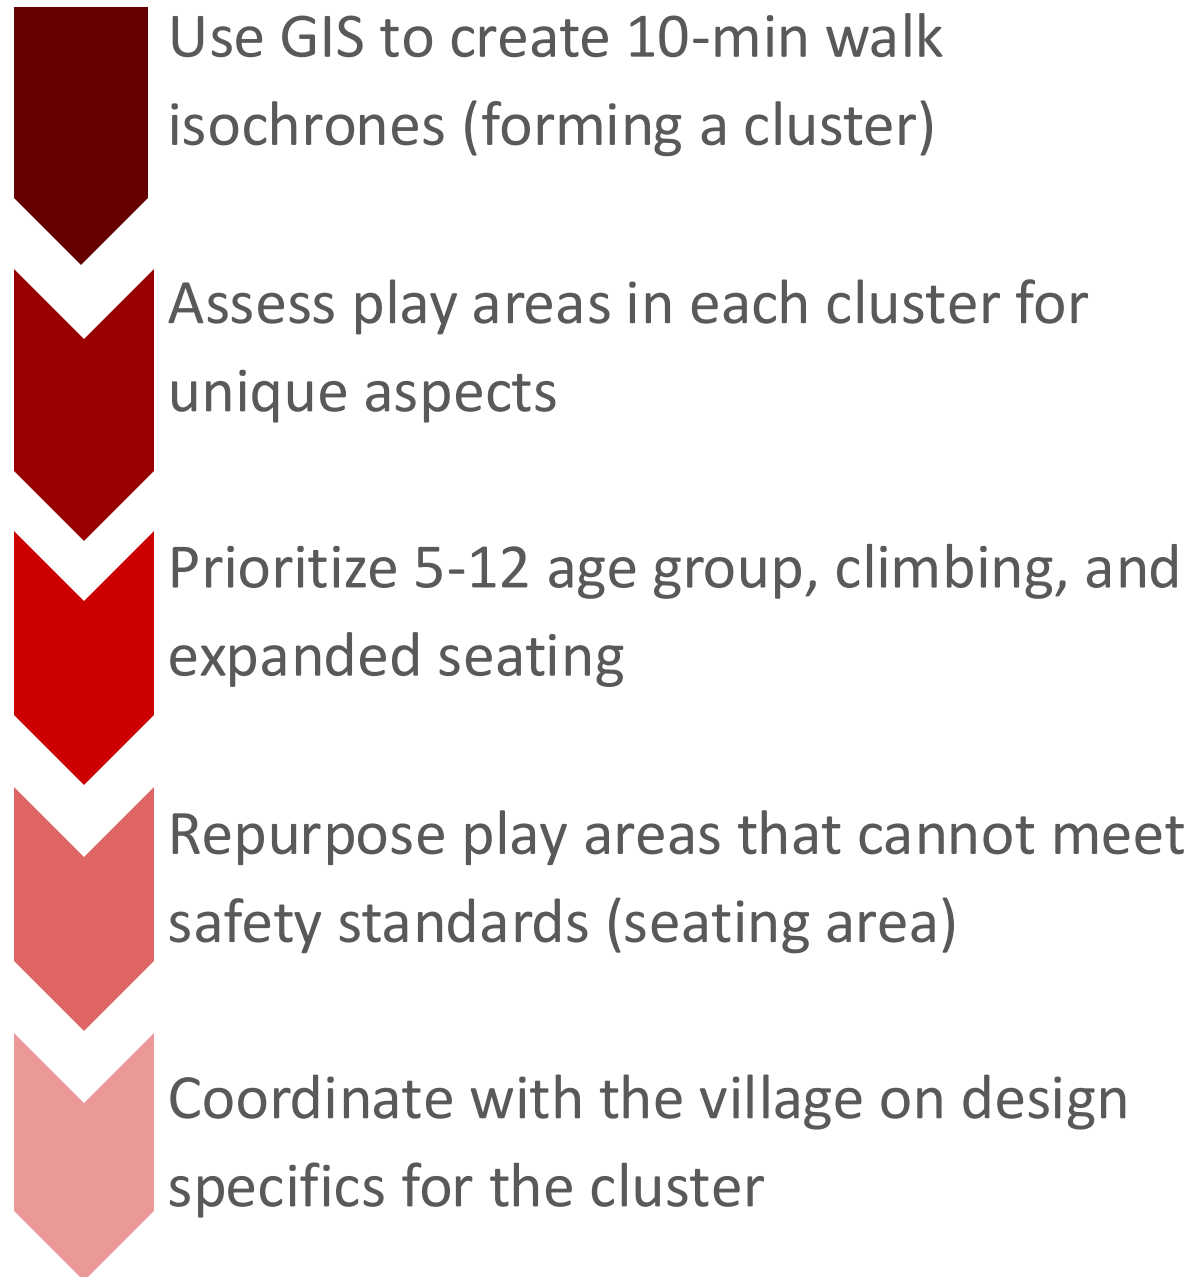 Use GIS to create 10-min walk
isochrones (forming a cluster)
Assess play areas in each cluster for
unique aspects
Prioritize 5-12 age group, climbing, and
expanded seating
Repurpose play areas that cannot meet
safety standards (seating area)
Coordinate with the village on design
specifics for the cluster